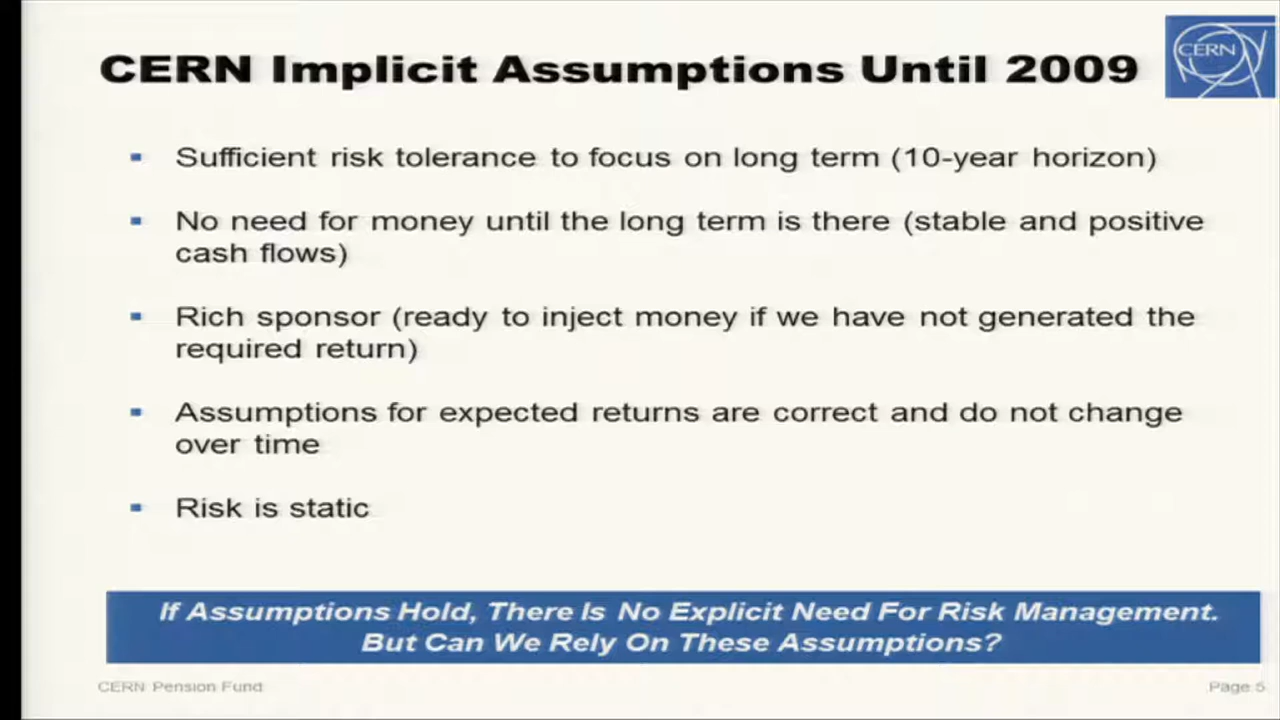 CERN Implicit Assumptions Until 2009
CERN
Sufficient risk tolerance to focus on long term (10-year horizon)
No need for money until the long term is there (stable and positive
cash flows)
Rich sponsor (ready to inject money if we have not generated the
required return)
Assumptions for expected returns are correct and do not change
over time
Risk is static
If Assumptions Hold, There Is No Explicit Need For Risk Management.
But Can We Rely On These Assumptions?
CERN Pension Fund
Page 5